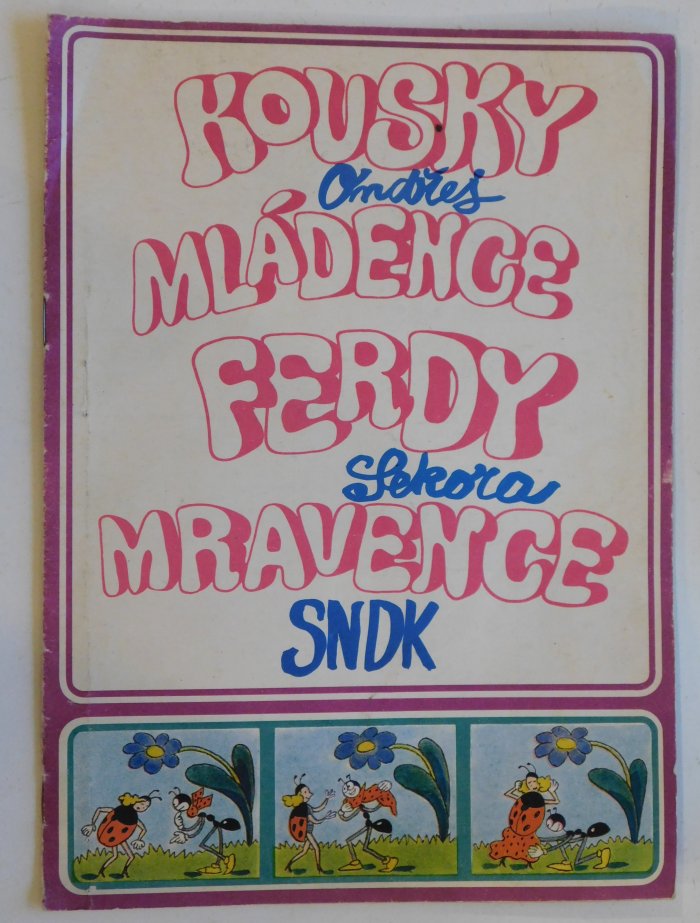 KOUSKY
Ondřej
MLÁDENCE
FERDY
Sekora
MRAVENCE
SNDK